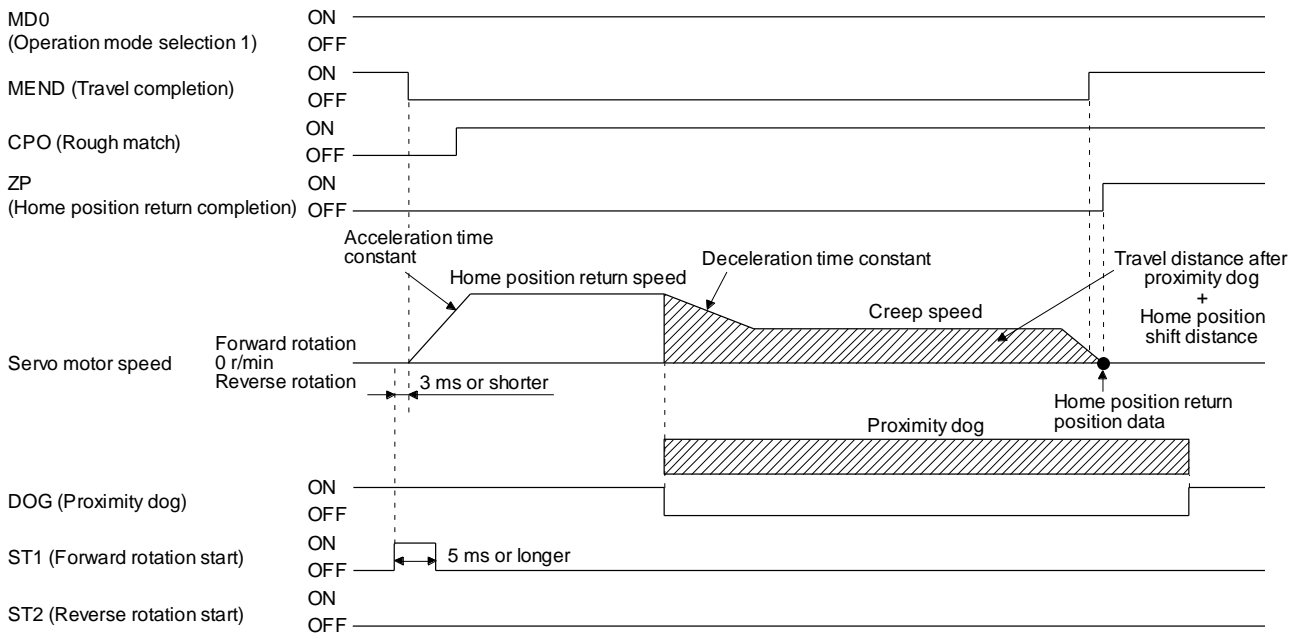 MD0
(Operation mode selection 1)
ON
OFF
MEND (Travel completion)
ON
OFF
CPO (Rough match)
ON
OFF
ZP
(Home position return completion)
ON
OFF
Acceleration time
constant
Home position return speed
Deceleration time constant
Creep speed
Travel distance after
proximity dog
+
Home position
shift distance
Servo motor speed
Forward rotation
0 r/min
Reverse rotation
3 ms or shorter
Home position return
position data
Proximity dog
DOG (Proximity dog)
ON
OFF
ST1 (Forward rotation start)
ON
OFF
5 ms or longer
ST2 (Reverse rotation start)
ON
OFF